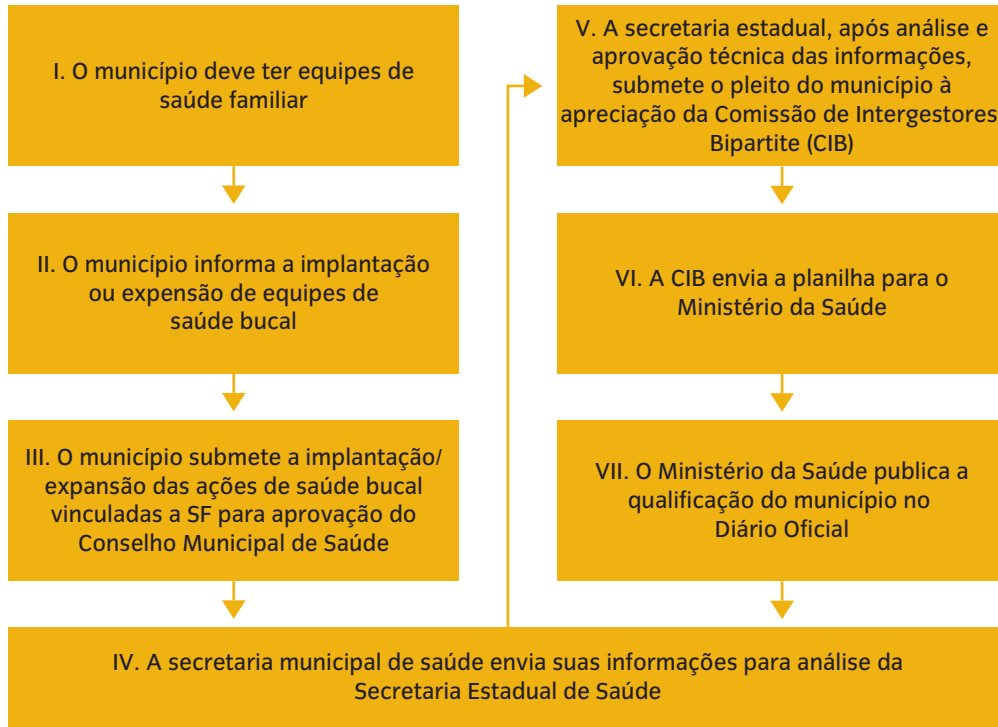 I. O município deve ter equipes de
saúde familiar
II. O município informa a implantação
ou expensão de equipes de
saúde bucal
III. O município submete a implantação/
expansão das ações de saúde bucal
vinculadas a SF para aprovação do
Conselho Municipal de Saúde
IV. A secretaria municipal de saúde envia suas informações para análise da
Secretaria Estadual de Saúde
V. A secretaria estadual, após análise e
aprovação técnica das informações,
submete o pleito do município à
apreciação da Comissão de Intergestores
Bipartite (CIB)
VI. A CIB envia a planilha para o
Ministério da Saúde
VII. O Ministério da Saúde publica a
qualificação do município no
Diário Oficial